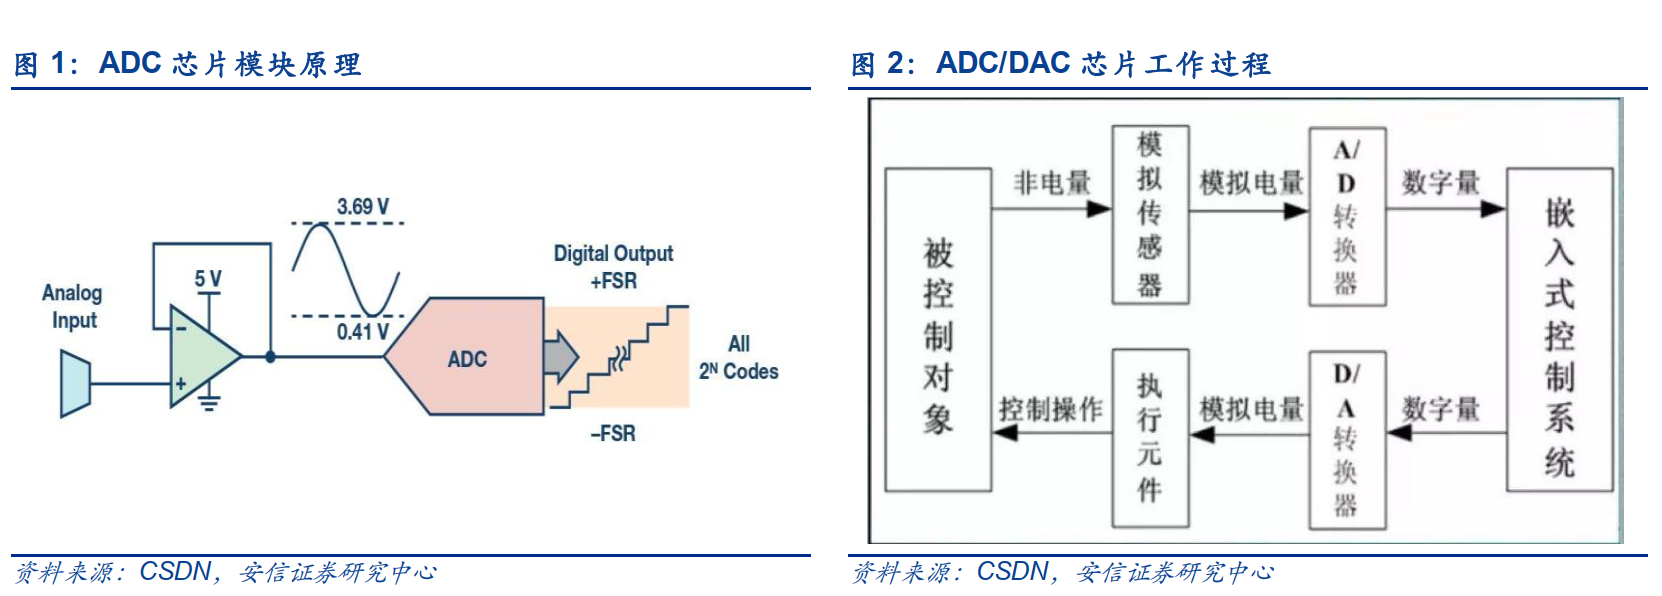 图 1：ADC 芯片模块原理
3.69 V
5 V
Analog
Input
−
+
0.41 V
ADC
Digital Output
+FSR
All
2ᴺ Codes
–FSR
资料来源：CSDN，安信证券研究中心
图 2：ADC/DAC 芯片工作过程
被控制对象
非电量
模拟传感器
模拟电量
A/
D
转换器
数字量
嵌入式控制系统
数字量
D/
A
转换器
模拟电量
执行元件
控制操作
资料来源：CSDN，安信证券研究中心